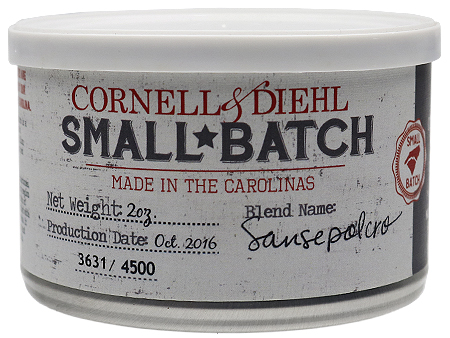 CORNELL & DIEHL
SMALL★BATCH
MADE IN THE CAROLINAS
Net Weight: 2oz.
Production Date: Oct. 2016
3631/ 4500
Blend Name:
Sansepolcro
SMALL
BATCH